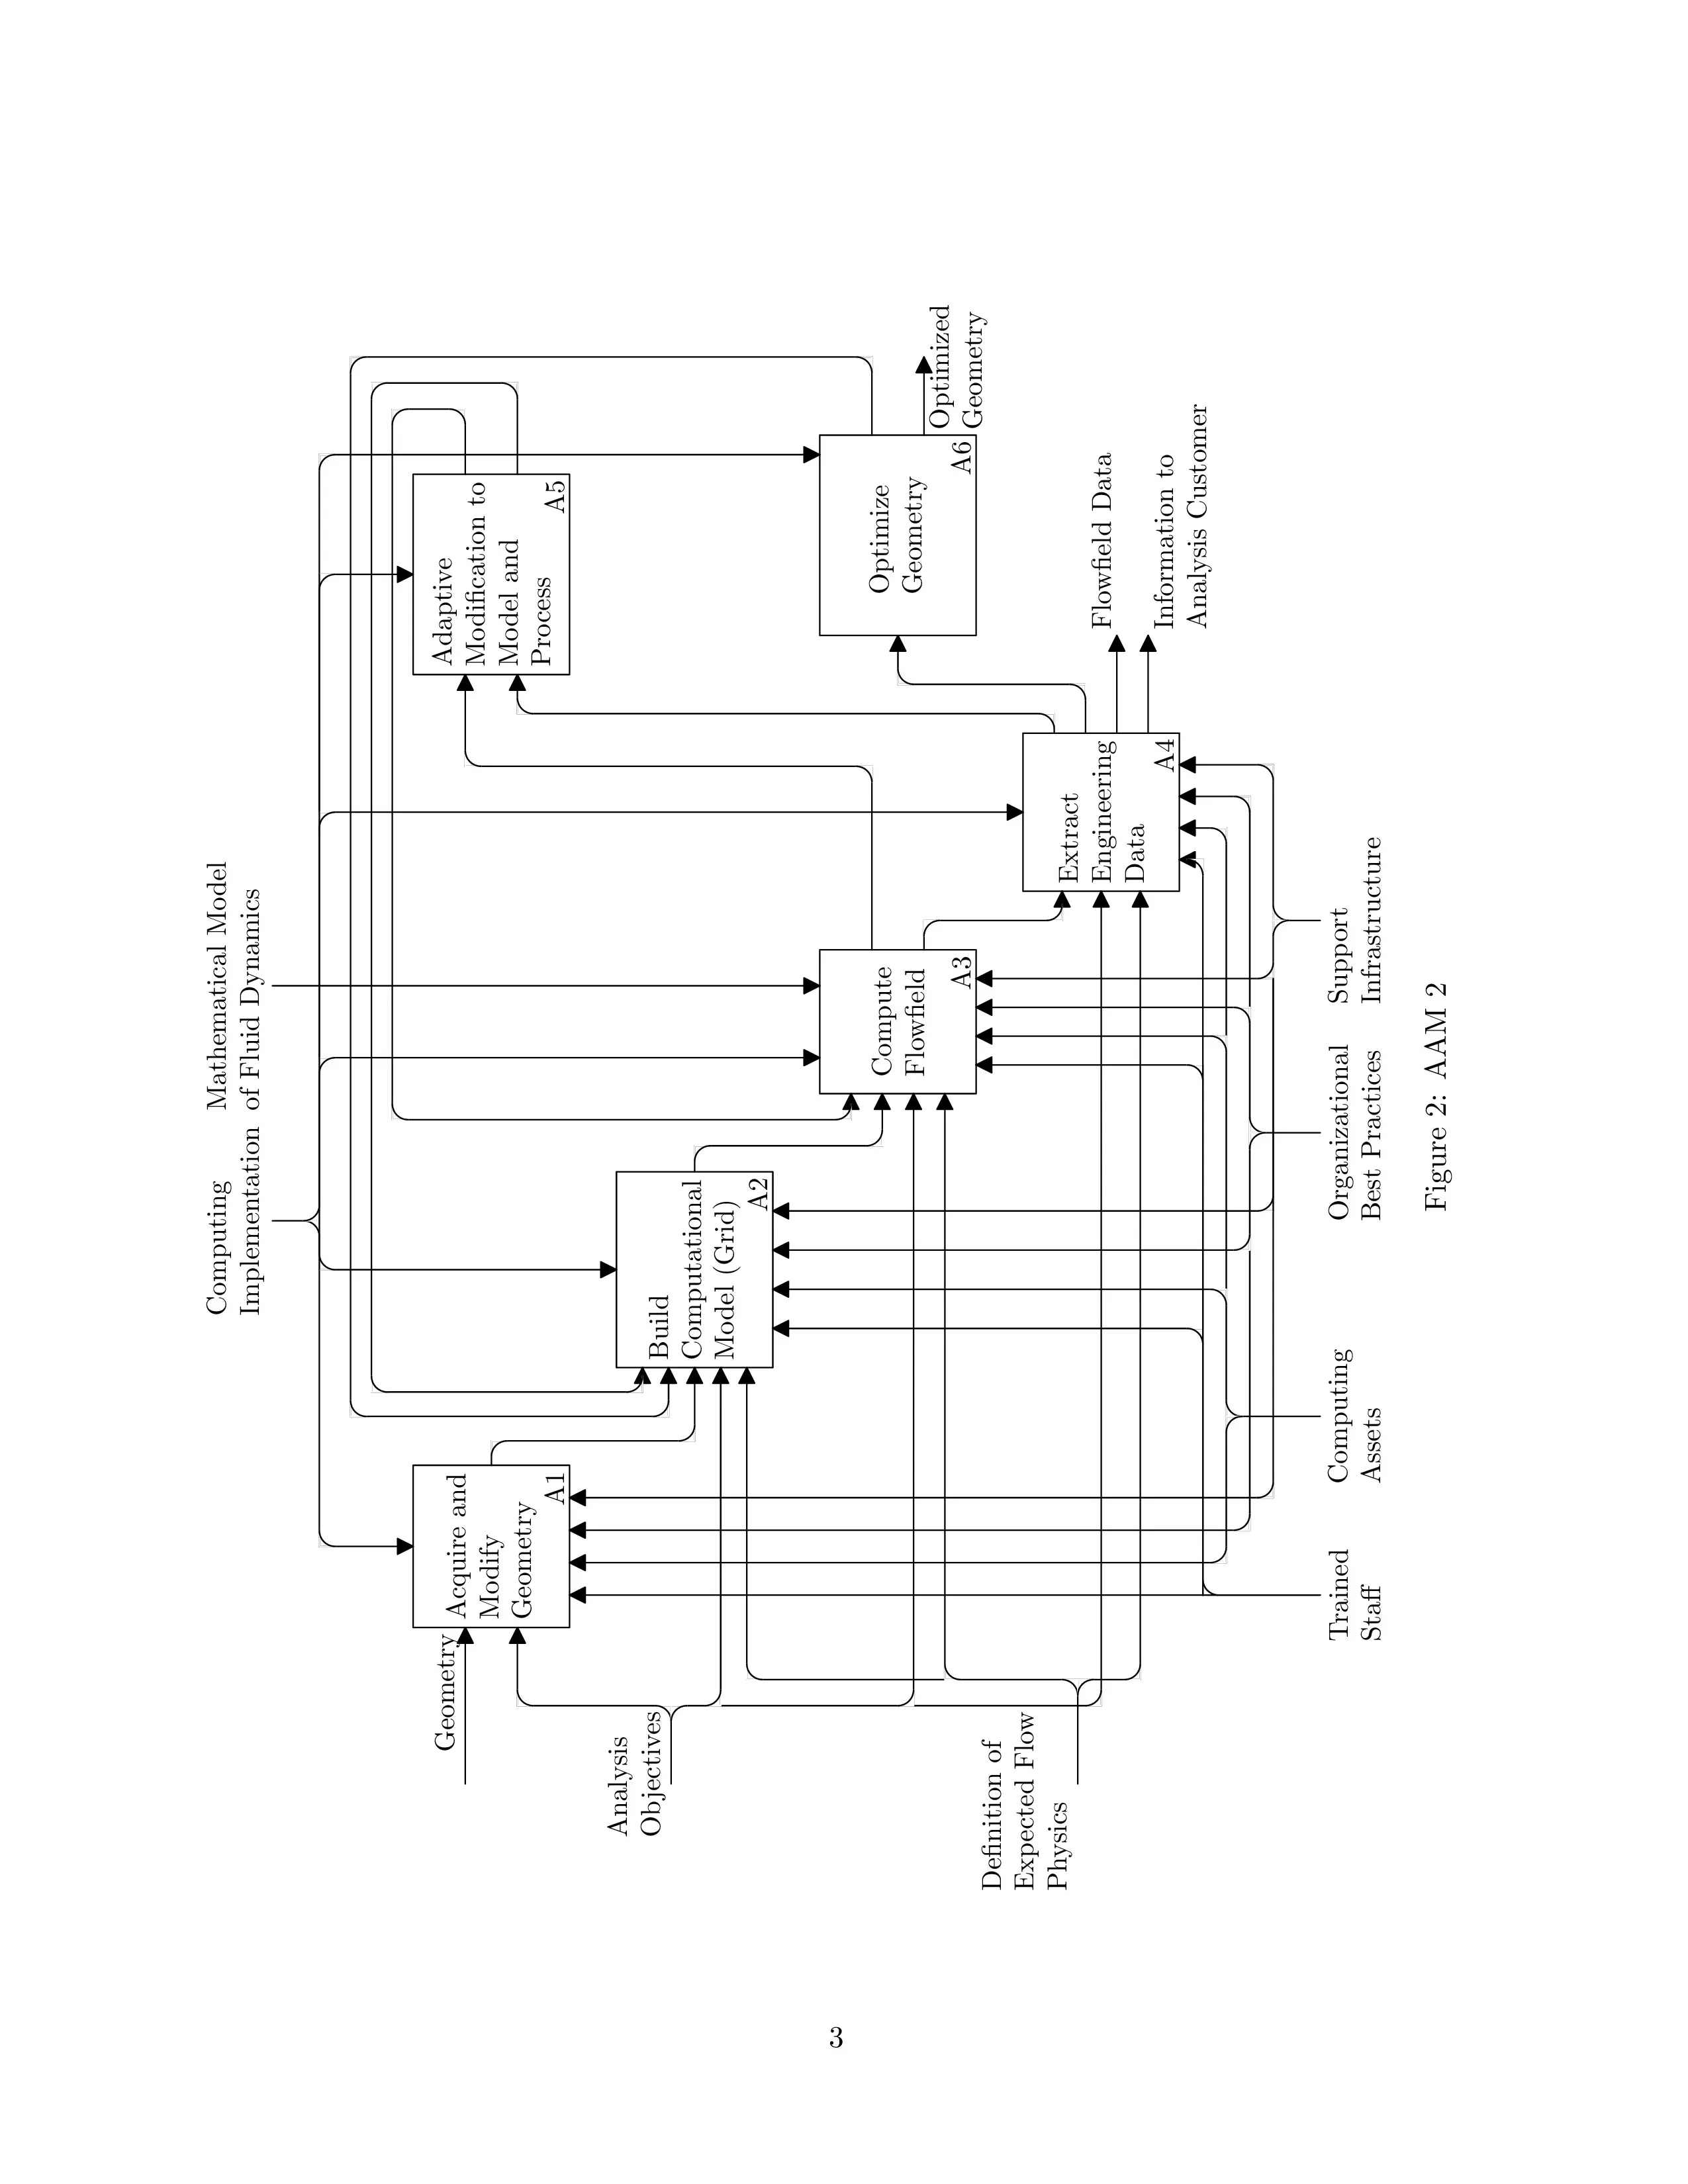 Computing
Implementation
Mathematical Model
of Fluid Dynamics
Geometry
Acquire and
Modify
Geometry
A1
Analysis
Objectives
Build
Computational
Model (Grid)
A2
Definition of
Expected Flow
Physics
Compute
Flowfield
A3
Extract
Engineering
Data
A4
Adaptive
Modification to
Model and
Process
A5
Optimize
Geometry
A6
Optimized
Geometry
Flowfield Data
Information to
Analysis Customer
Trained
Staff
Computing
Assets
Organizational
Best Practices
Support
Infrastructure
Figure 2: AAM 2
3